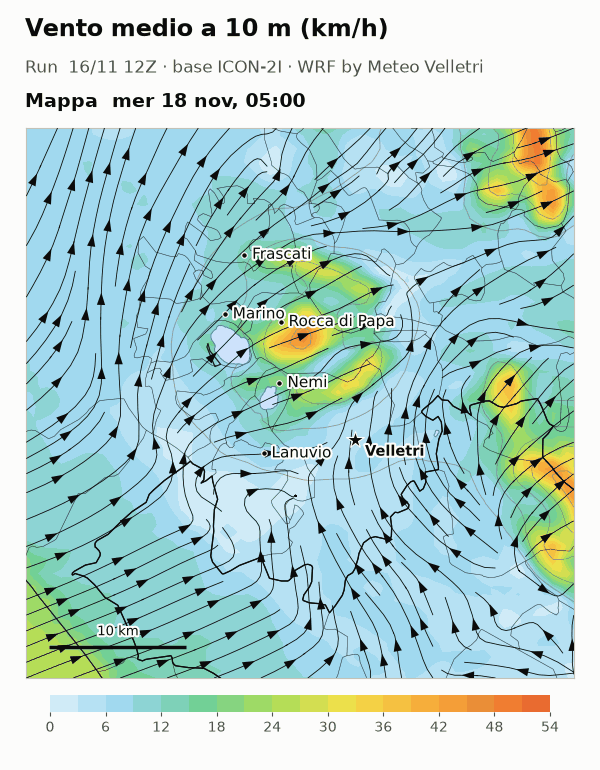 Vento medio a 10 m (km/h)
Run  16/11 12Z · base ICON-2I · WRF by Meteo Velletri
Mappa  mer 18 nov, 05:00
Frascati
Marino
Rocca di Papa
Nemi
Velletri
Lanuvio
10 km
0 6 12 18 24 30 36 42 48 54